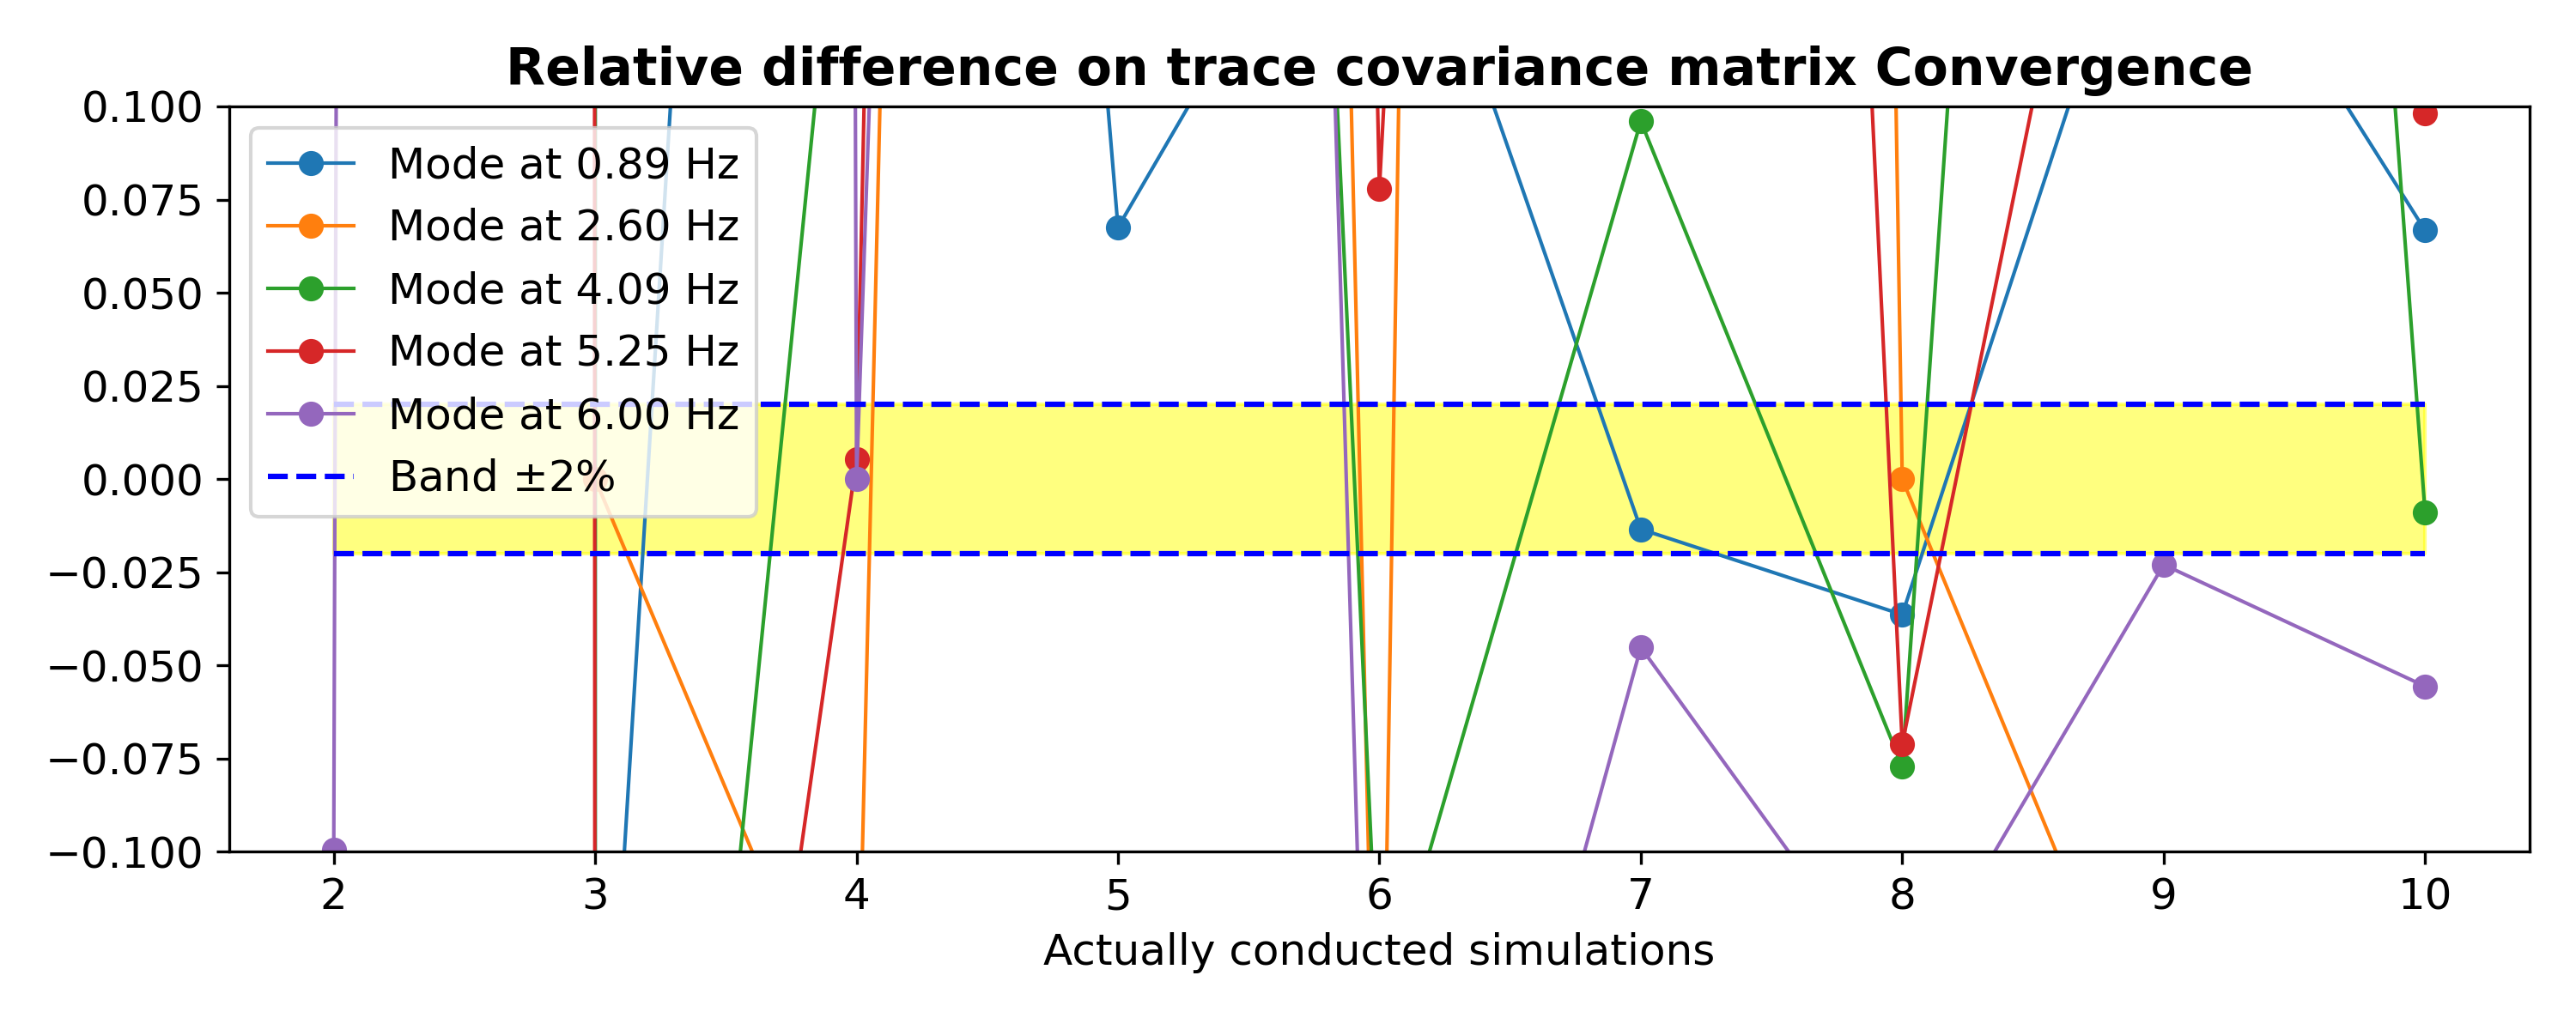 Relative difference on trace covariance matrix Convergence
0.100
0.075
0.050
0.025
0.000
−0.025
−0.050
−0.075
−0.100
Mode at 0.89 Hz
Mode at 2.60 Hz
Mode at 4.09 Hz
Mode at 5.25 Hz
Mode at 6.00 Hz
Band ±2%
2 3 4 5 6 7 8 9 10
Actually conducted simulations